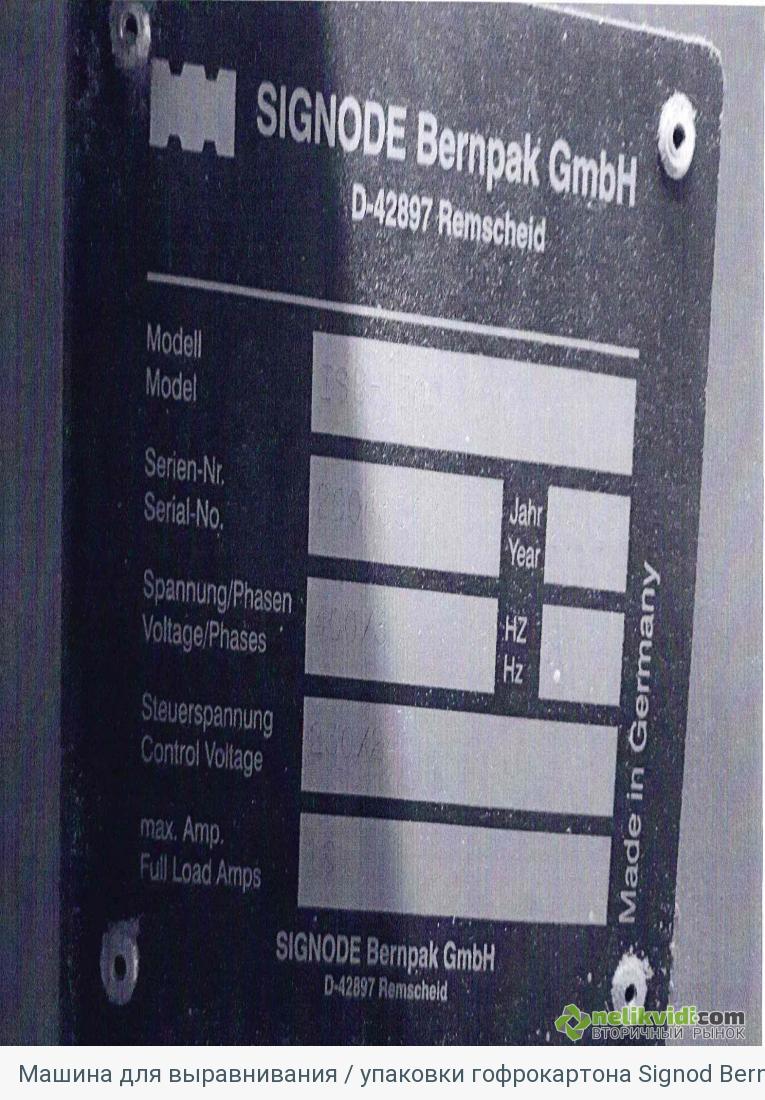 SIGNODE Bernpak GmbH
D-42897 Remscheid
Modell
Model
Serien-Nr.
Serial-No.
Jahr
Year
Spannung/Phasen
Voltage/Phases
HZ
Hz
Steuerspannung
Control Voltage
max. Amp.
Full Load Amps
Made in Germany
SIGNODE Bernpak GmbH
D-42897 Remscheid
nelikvidi.com
ВТОРИЧНЫЙ РЫНОК
Машина для выравнивания / упаковки гофрокартона Signod Bern